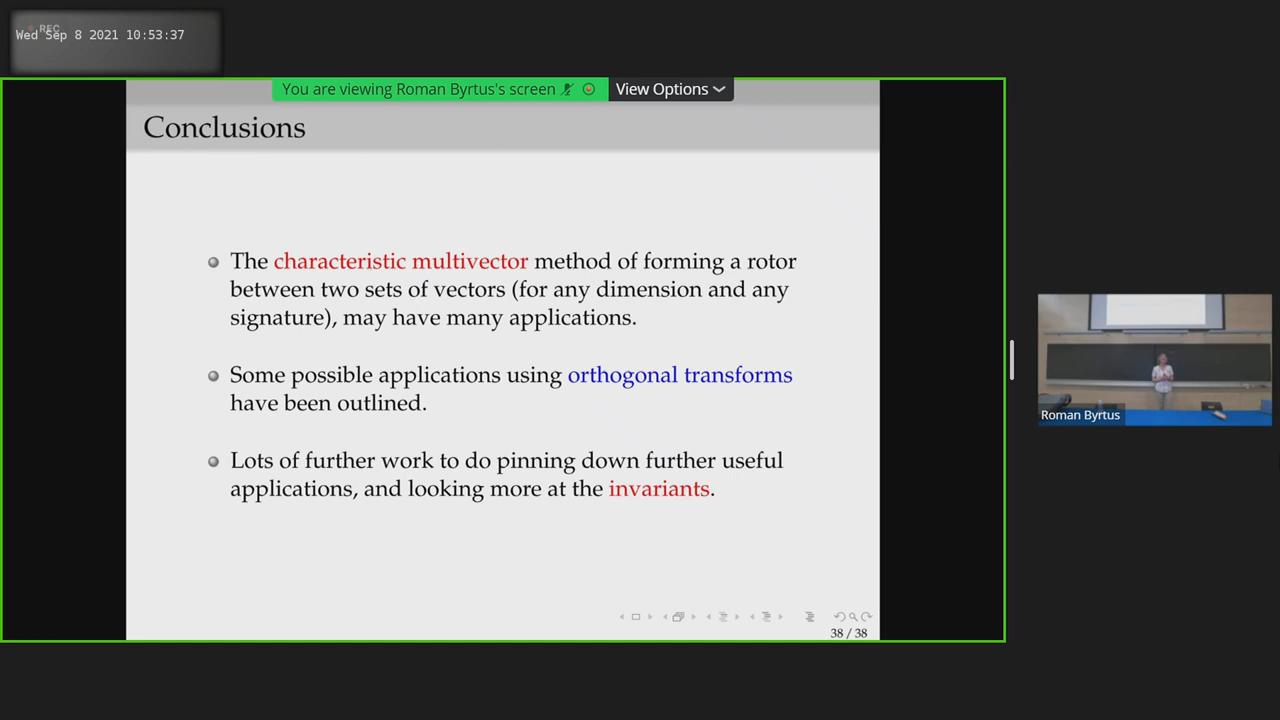 REC
Wed Sep 8 2021 10:53:37
You are viewing Roman Byrtus's screen
View Options
Conclusions
The characteristic multivector method of forming a rotor
between two sets of vectors (for any dimension and any
signature), may have many applications.
Some possible applications using orthogonal transforms
have been outlined.
Lots of further work to do pinning down further useful
applications, and looking more at the invariants.
38 / 38
Roman Byrtus